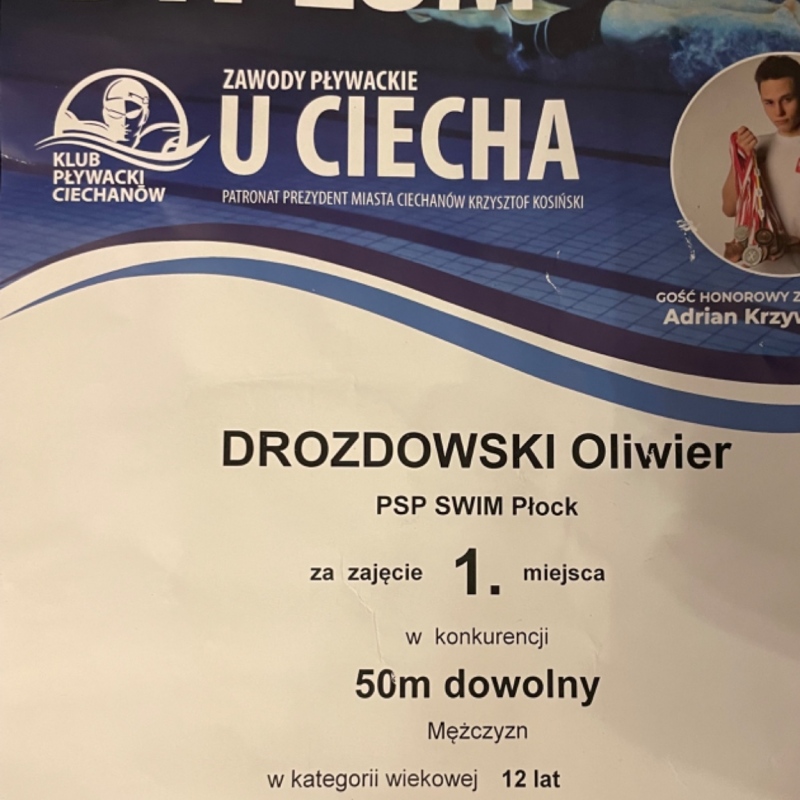 ZAWODY PŁYWACKIE
U CIECHA
PATRONAT PREZYDENT MIASTA CIECHANÓW KRZYSZTOF KOSIŃSKI
KLUB
PŁYWACKI
CIECHANÓW
GOŚĆ HONOROWY
Adrian
DROZDOWSKI Oliwier
PSP SWIM Płock
za zajęcie 1. miejsca
w konkurencji
50m dowolny
Mężczyzn
w kategorii wiekowej 12 lat